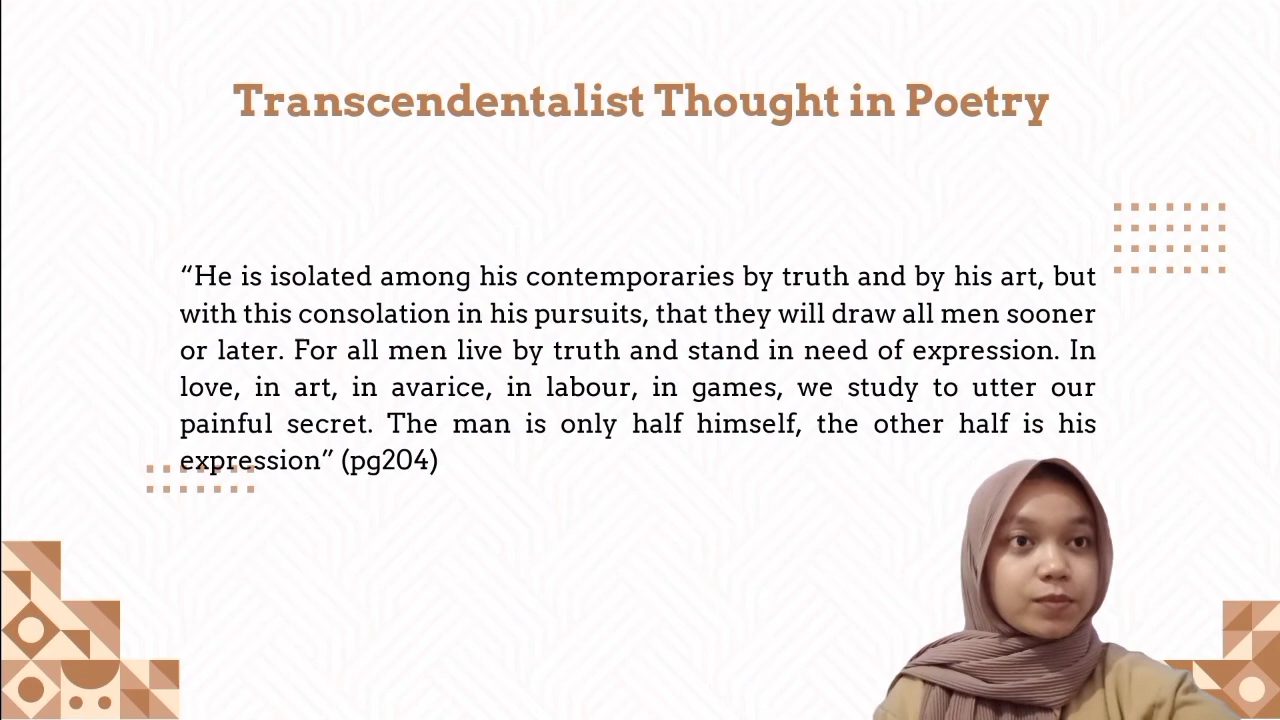 Transcendentalist Thought in Poetry
“He is isolated among his contemporaries by truth and by his art, but
with this consolation in his pursuits, that they will draw all men sooner
or later. For all men live by truth and stand in need of expression. In
love, in art, in avarice, in labour, in games, we study to utter our
painful secret. The man is only half himself, the other half is his
expression” (pg204)